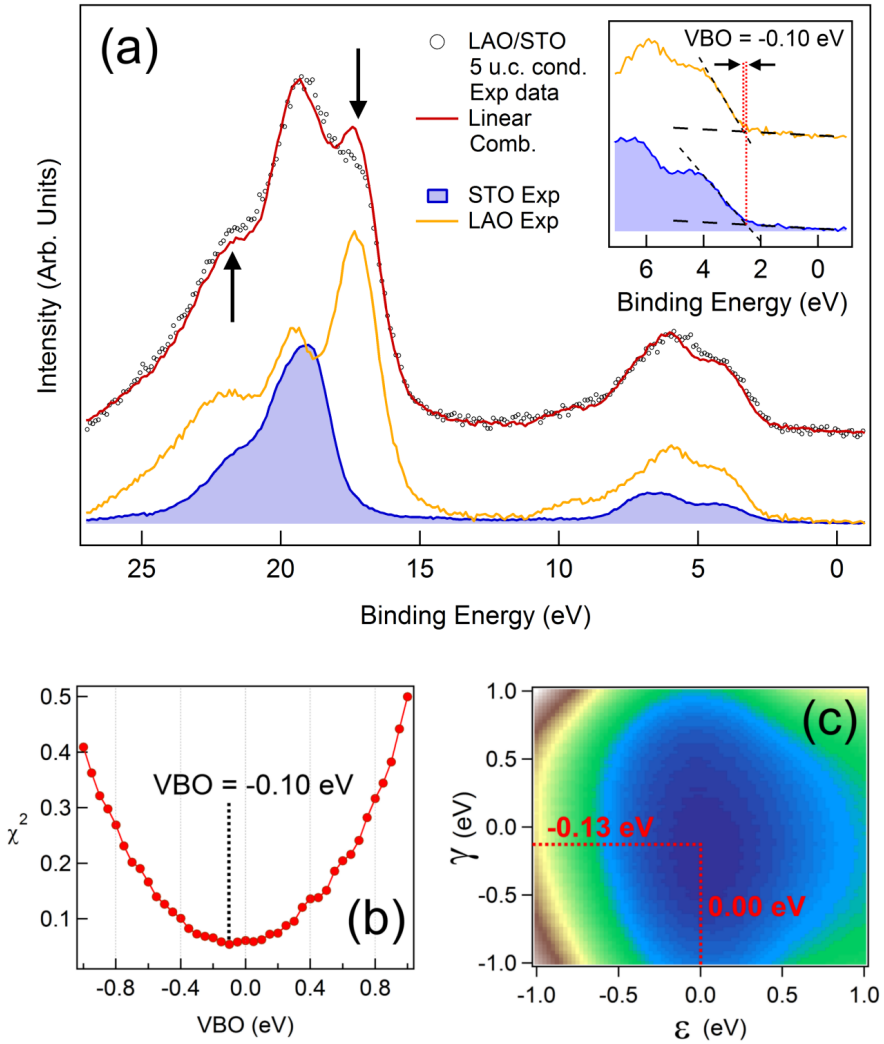 (a)
LAO/STO
5 u.c. cond.
Exp data
Linear
Comb.
STO Exp
LAO Exp
VBO = -0.10 eV
6 4 2 0
Binding Energy (eV)
Intensity (Arb. Units)
25 20 15 10 5 0
Binding Energy (eV)
0.5
0.4
0.3
0.2
0.1
χ2
VBO = -0.10 eV
(b)
-0.8 -0.4 0.0 0.4 0.8
VBO (eV)
1.0
0.5
0.0
-0.5
-1.0
γ (eV)
(c)
-0.13 eV
0.00 eV
-1.0 -0.5 0.0 0.5 1.0
ε (eV)